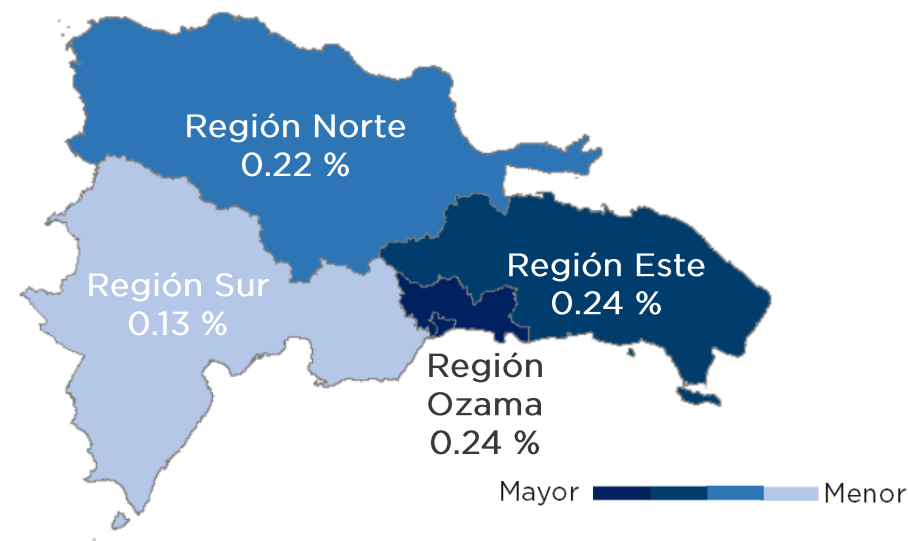 Región Norte
0.22 %
Región Este
0.24 %
Región Sur
0.13 %
Región
Ozama
0.24 %
Mayor
Menor